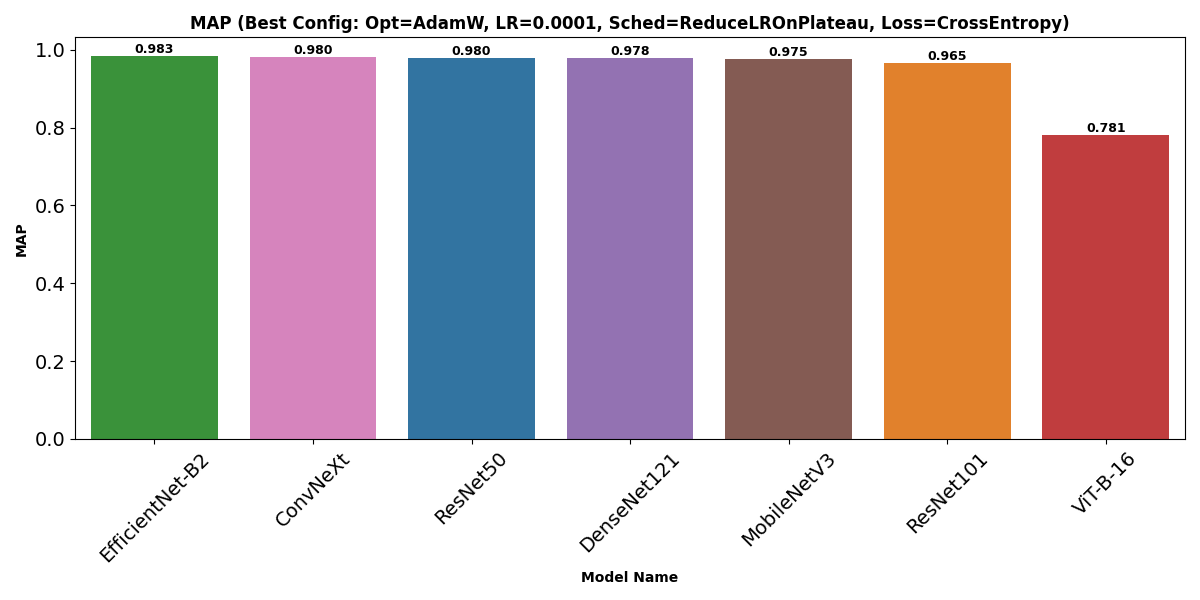 MAP (Best Config: Opt=AdamW, LR=0.0001, Sched=ReduceLROnPlateau, Loss=CrossEntropy)
MAP
1.0
0.8
0.6
0.4
0.2
0.0
0.983
0.980
0.980
0.978
0.975
0.965
0.781
EfficientNet-B2
ConvNeXt
ResNet50
DenseNet121
MobileNetV3
ResNet101
ViT-B-16
Model Name